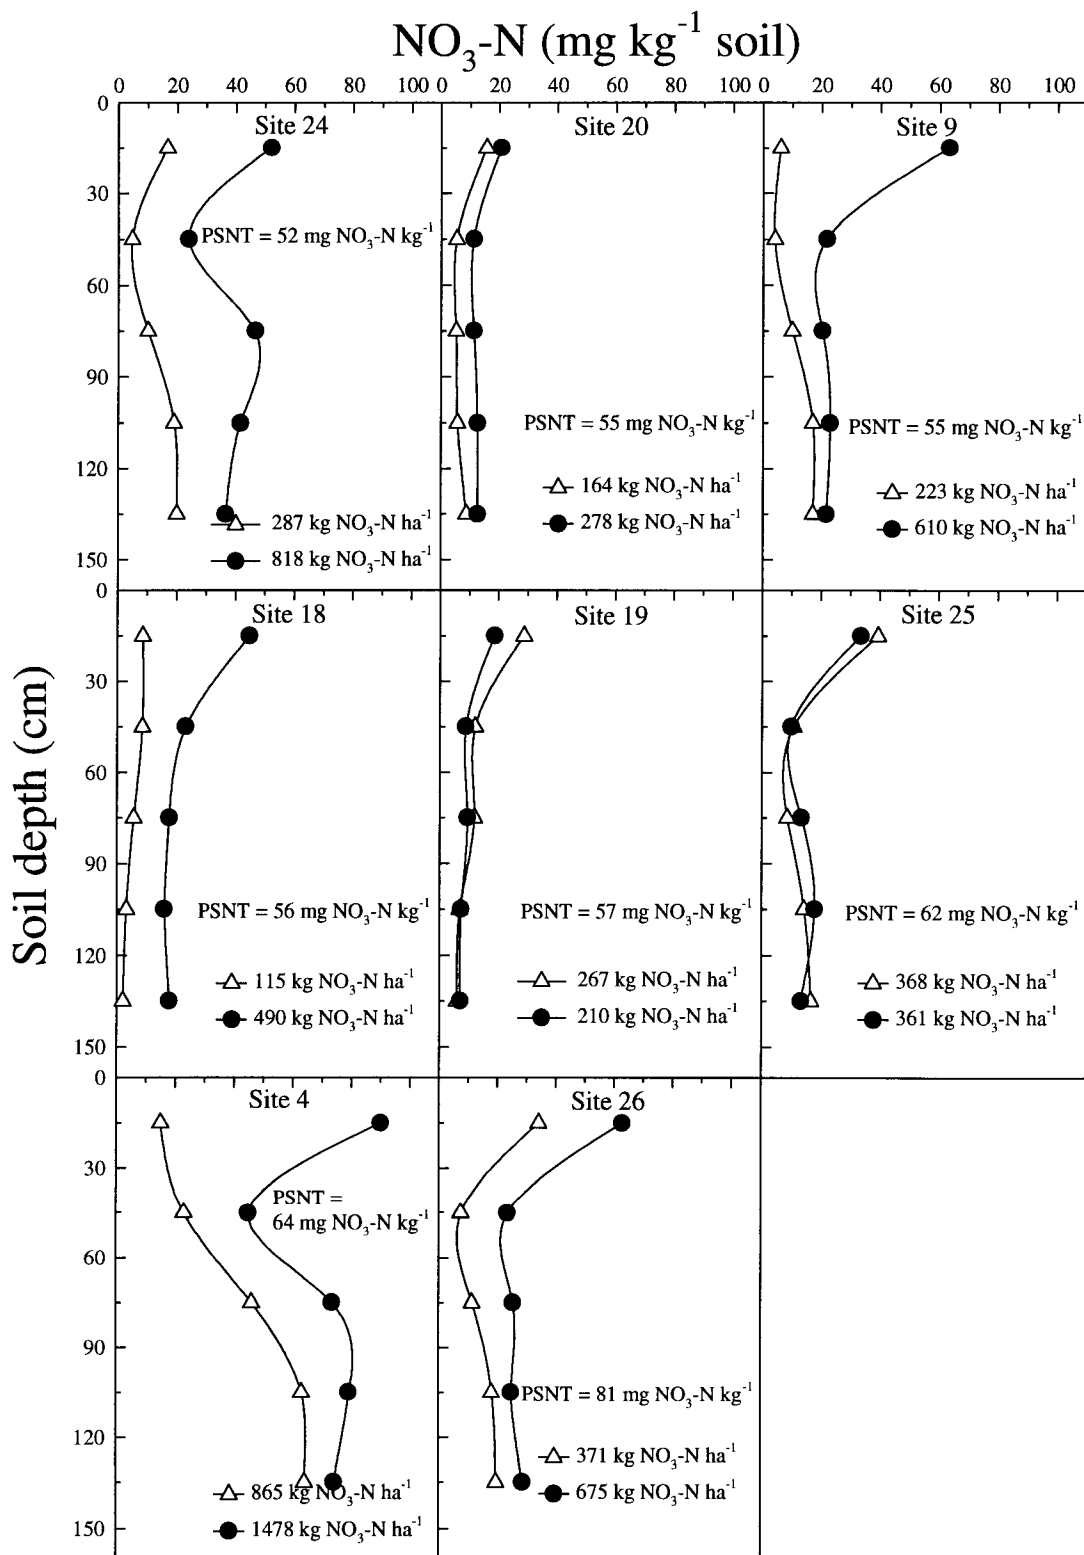 NO₃-N (mg kg⁻¹ soil)
0 20 40 60 80 100 0 20 40 60 80 100 0 20 40 60 80 100
Soil depth (cm)
0
30
60
90
120
150
Site 24
PSNT = 52 mg NO₃-N kg⁻¹
287 kg NO₃-N ha⁻¹
818 kg NO₃-N ha⁻¹
Site 20
PSNT = 55 mg NO₃-N kg⁻¹
164 kg NO₃-N ha⁻¹
278 kg NO₃-N ha⁻¹
Site 9
PSNT = 55 mg NO₃-N kg⁻¹
223 kg NO₃-N ha⁻¹
610 kg NO₃-N ha⁻¹
0
30
60
90
120
150
Site 18
PSNT = 56 mg NO₃-N kg⁻¹
115 kg NO₃-N ha⁻¹
490 kg NO₃-N ha⁻¹
Site 19
PSNT = 57 mg NO₃-N kg⁻¹
267 kg NO₃-N ha⁻¹
210 kg NO₃-N ha⁻¹
Site 25
PSNT = 62 mg NO₃-N kg⁻¹
368 kg NO₃-N ha⁻¹
361 kg NO₃-N ha⁻¹
0
30
60
90
120
150
Site 4
PSNT =
64 mg NO₃-N kg⁻¹
865 kg NO₃-N ha⁻¹
1478 kg NO₃-N ha⁻¹
Site 26
PSNT = 81 mg NO₃-N kg⁻¹
371 kg NO₃-N ha⁻¹
675 kg NO₃-N ha⁻¹